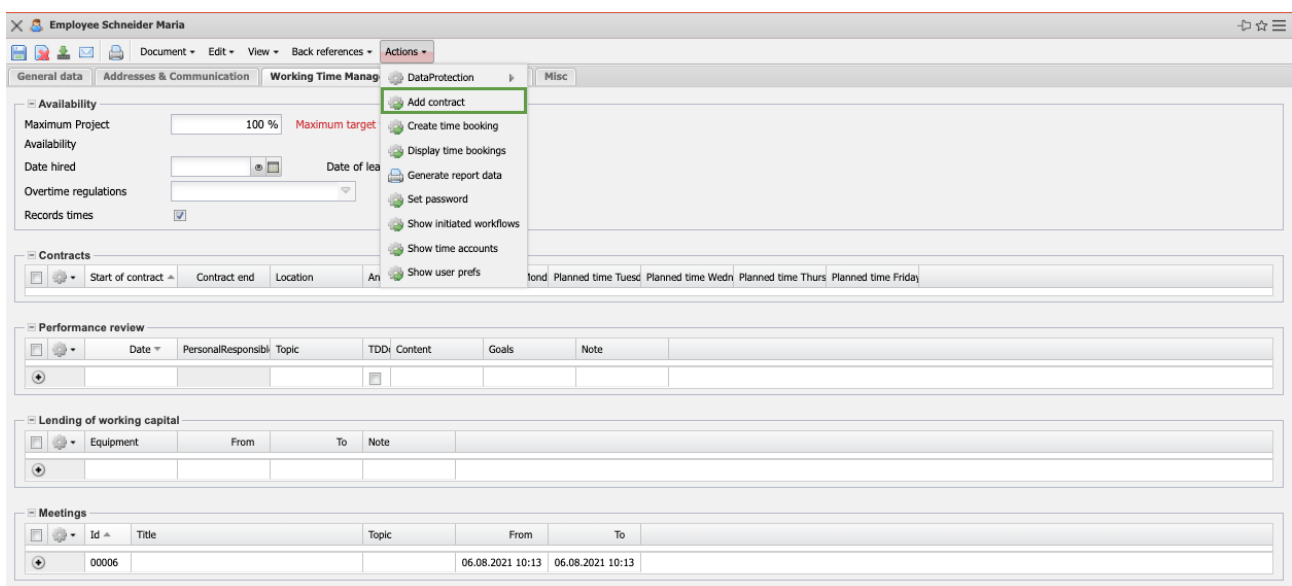 Employee Schneider Maria
Document Edit View Back references Actions
General data Addresses & Communication Working Time Manag Misc
DataProtection
Add contract
Create time booking
Display time bookings
Generate report data
Set password
Show initiated workflows
Show time accounts
Show user prefs
Availability
Maximum Project 100 % Maximum target
Availability
Date hired Date of lea
Overtime regulations
Records times
Contracts
Start of contract Contract end Location An Mond Planned time Tuesd Planned time Wedn Planned time Thurs Planned time Friday
Performance review
Date PersonalResponsibl Topic TDD Content Goals Note
Lending of working capital
Equipment From To Note
Meetings
Id Title Topic From To
00006 06.08.2021 10:13 06.08.2021 10:13